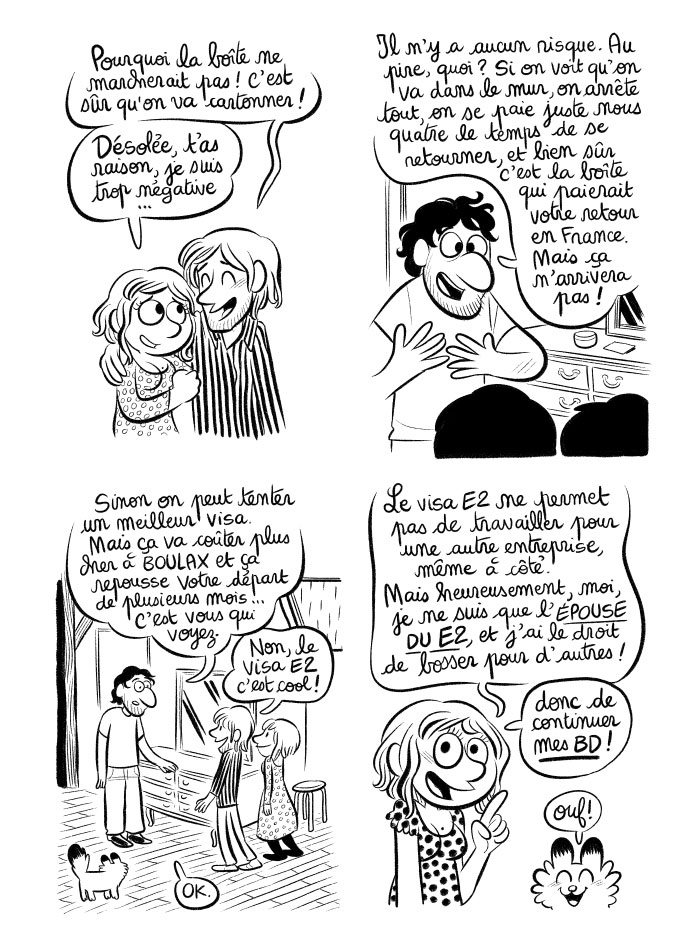 Pourquoi la boîte ne
marcherait pas ! C'est
sûr qu'on va cartonner !
Désolée, t'as
raison, je suis
trop négative
...
Il n'y a aucun risque. Au
pire, quoi ? Si on voit qu'on
va dans le mur, on arrête
tout, on se paie juste nous
quatre le temps de se
retourner, et bien sûr
c'est la boîte
qui paierait
votre retour
en France.
Mais ça
n'arrivera
pas !
Sinon on peut tenter
un meilleur visa.
Mais ça va coûter plus
cher à BOULAX et ça
repousse votre départ
de plusieurs mois...
C'est vous qui
voyez.
Non, le
visa E2
c'est cool !
OK.
Le visa E2 ne permet
pas de travailler pour
une autre entreprise,
même à côté.
Mais heureusement, moi,
je ne suis que l'ÉPOUSE
DU E2, et j'ai le droit
de bosser pour d'autres !
donc de
continuer
mes BD !
ouf!